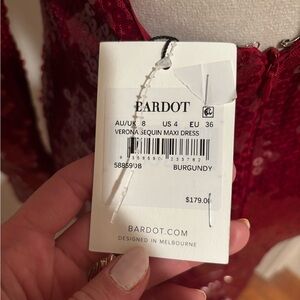 BARDOT
AU/UK 8 US 4 EU 36
VERONA SEQUIN MAXI DRESS
58859DB BURGUNDY
$179.00
BARDOT.COM
DESIGNED IN MELBOURNE